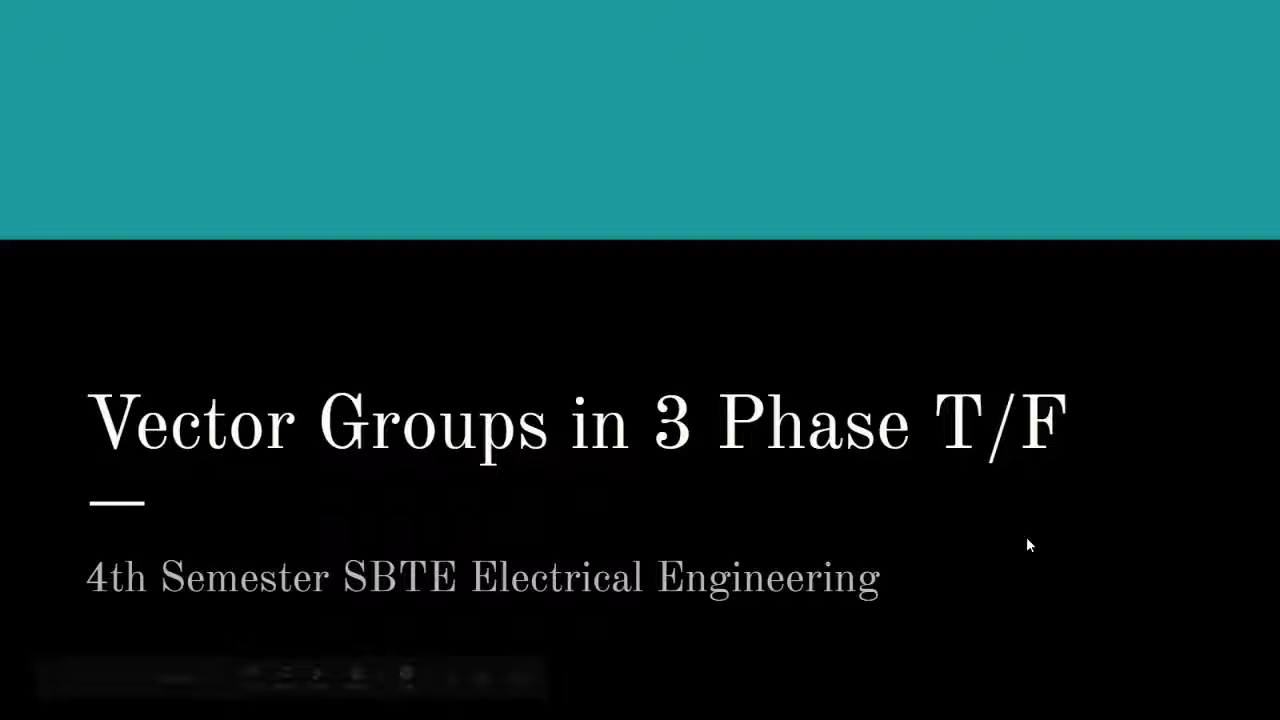 Vector Groups in 3 Phase T/F
4th Semester SBTE Electrical Engineering